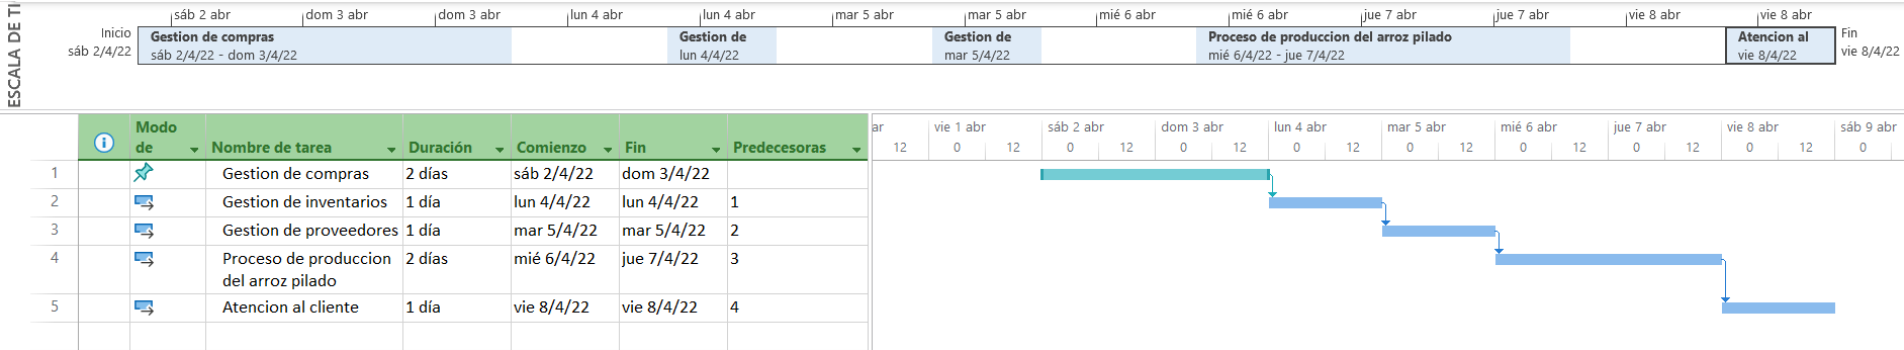 ESCALA DE TI
sáb 2 abr dom 3 abr dom 3 abr lun 4 abr lun 4 abr mar 5 abr mar 5 abr mié 6 abr mié 6 abr jue 7 abr jue 7 abr vie 8 abr vie 8 abr
Inicio
sáb 2/4/22
Gestion de compras
sáb 2/4/22 - dom 3/4/22
Gestion de
lun 4/4/22
Gestion de
mar 5/4/22
Proceso de produccion del arroz pilado
mié 6/4/22 - jue 7/4/22
Atencion al
vie 8/4/22
Fin
vie 8/4/22
Modo
de Nombre de tarea Duración Comienzo Fin Predecesoras
1 Gestion de compras 2 días sáb 2/4/22 dom 3/4/22
2 Gestion de inventarios 1 día lun 4/4/22 lun 4/4/22 1
3 Gestion de proveedores 1 día mar 5/4/22 mar 5/4/22 2
4 Proceso de produccion 2 días mié 6/4/22 jue 7/4/22 3
del arroz pilado
5 Atencion al cliente 1 día vie 8/4/22 vie 8/4/22 4
ar vie 1 abr sáb 2 abr dom 3 abr lun 4 abr mar 5 abr mié 6 abr jue 7 abr vie 8 abr sáb 9 abr
12 0 12 0 12 0 12 0 12 0 12 0 12 0 12 0 12 0